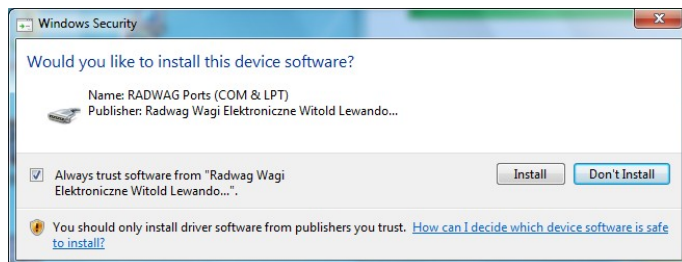 Windows Security
Would you like to install this device software?
Name: RADWAG Ports (COM & LPT)
Publisher: Radwag Wagi Elektroniczne Witold Lewando...
Always trust software from "Radwag Wagi
Elektroniczne Witold Lewando...".
Install
Don't Install
You should only install driver software from publishers you trust. How can I decide which device software is safe
to install?